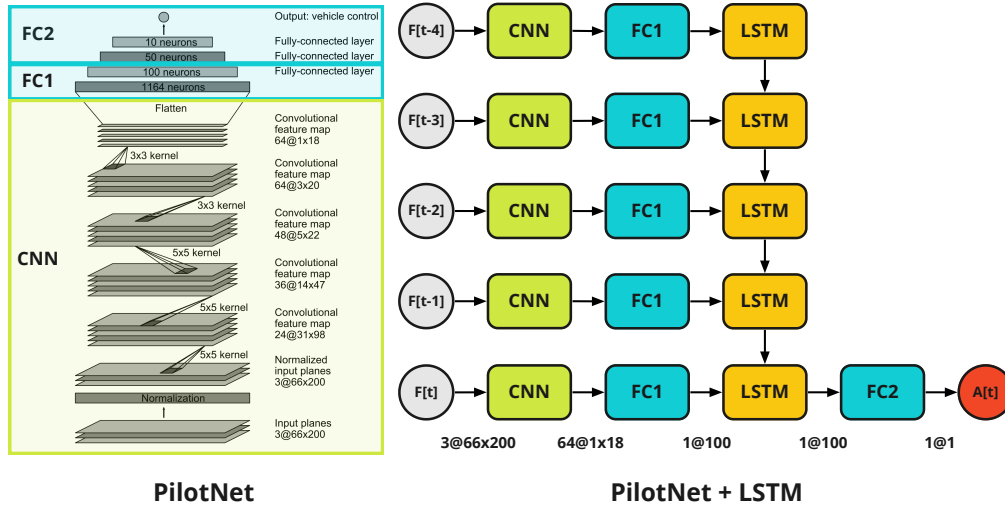 FC2
Output: vehicle control
10 neurons
Fully-connected layer
50 neurons
Fully-connected layer
FC1
100 neurons
Fully-connected layer
1164 neurons
Flatten
CNN
Convolutional
feature map
64@1x18
3x3 kernel
Convolutional
feature map
64@3x20
3x3 kernel
Convolutional
feature map
48@5x22
5x5 kernel
Convolutional
feature map
36@14x47
5x5 kernel
Convolutional
feature map
24@31x98
5x5 kernel
Normalized
input planes
3@66x200
Normalization
Input planes
3@66x200
PilotNet
F[t-4]
CNN
FC1
LSTM
F[t-3]
CNN
FC1
LSTM
F[t-2]
CNN
FC1
LSTM
F[t-1]
CNN
FC1
LSTM
F[t]
CNN
FC1
LSTM
FC2
A[t]
3@66x200
64@1x18
1@100
1@100
1@1
PilotNet + LSTM